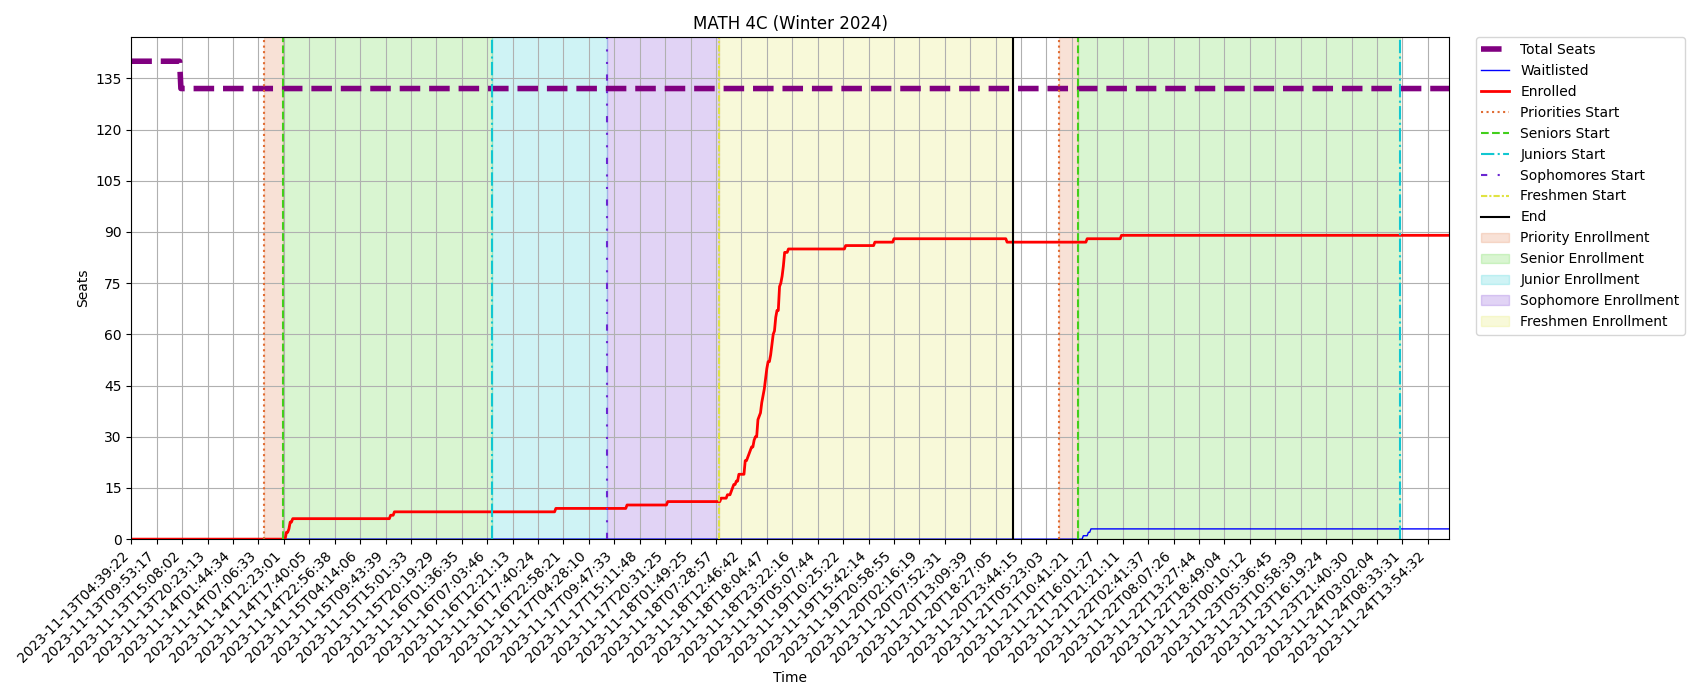 MATH 4C (Winter 2024)
Total Seats
Waitlisted
Enrolled
Priorities Start
Seniors Start
Juniors Start
Sophomores Start
Freshmen Start
End
Priority Enrollment
Senior Enrollment
Junior Enrollment
Sophomore Enrollment
Freshmen Enrollment
Seats
135
120
105
90
75
60
45
30
15
0
2023-11-13T04:39:22
2023-11-13T09:53:17
2023-11-13T15:08:02
2023-11-13T20:23:13
2023-11-14T01:44:34
2023-11-14T07:06:33
2023-11-14T12:23:01
2023-11-14T17:40:05
2023-11-14T22:56:38
2023-11-15T04:14:06
2023-11-15T09:43:39
2023-11-15T15:01:33
2023-11-15T20:19:29
2023-11-16T01:36:35
2023-11-16T07:03:46
2023-11-16T12:21:13
2023-11-16T17:40:24
2023-11-16T22:58:21
2023-11-17T04:28:10
2023-11-17T09:47:33
2023-11-17T15:11:48
2023-11-17T20:31:25
2023-11-18T01:49:25
2023-11-18T07:28:57
2023-11-18T12:46:42
2023-11-18T18:04:47
2023-11-18T23:22:16
2023-11-19T05:07:44
2023-11-19T10:25:22
2023-11-19T15:42:14
2023-11-19T20:58:55
2023-11-20T02:16:19
2023-11-20T07:52:31
2023-11-20T13:09:39
2023-11-20T18:27:05
2023-11-20T23:44:15
2023-11-21T05:23:03
2023-11-21T10:41:21
2023-11-21T16:01:27
2023-11-21T21:21:11
2023-11-22T02:41:37
2023-11-22T08:07:26
2023-11-22T13:27:44
2023-11-22T18:49:04
2023-11-23T00:10:12
2023-11-23T05:36:45
2023-11-23T10:58:39
2023-11-23T16:19:24
2023-11-23T21:40:30
2023-11-24T03:02:04
2023-11-24T08:33:31
2023-11-24T13:54:32
Time